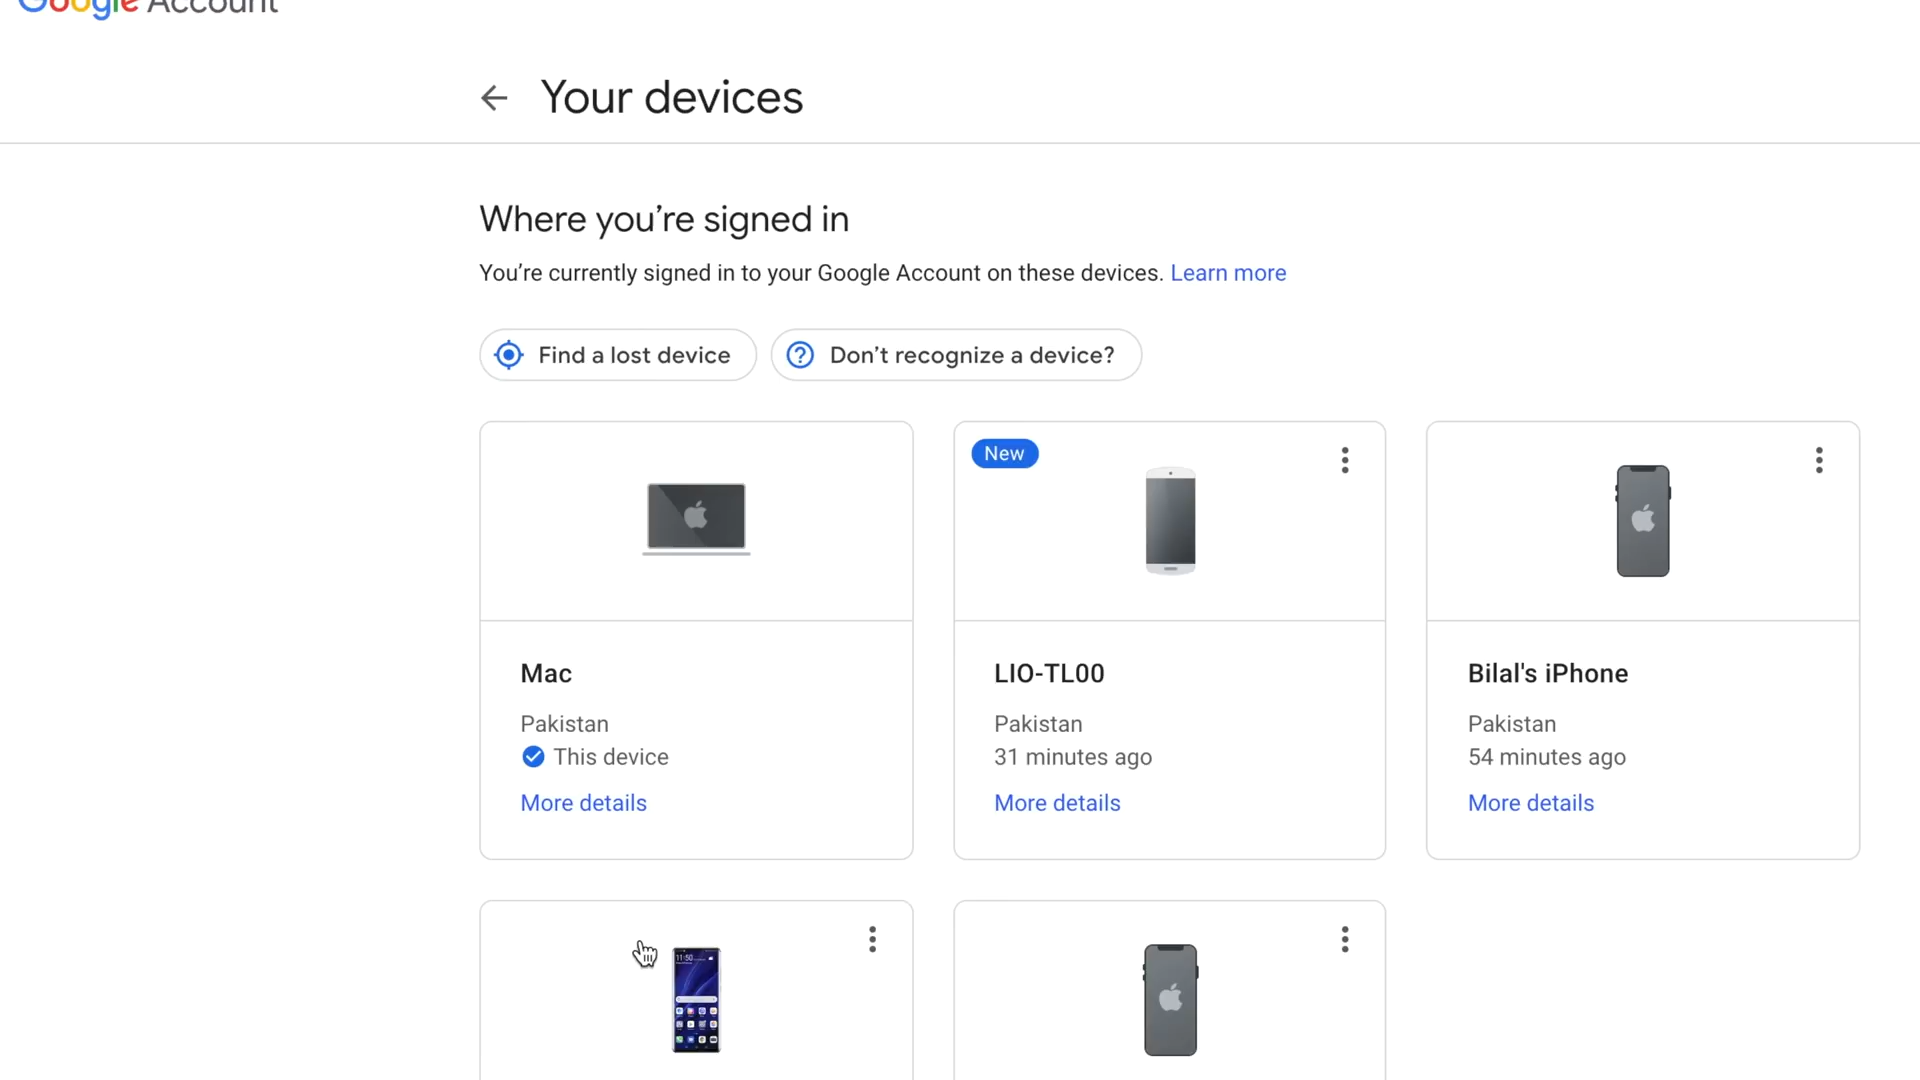 Google Account
Your devices
Where you’re signed in
You’re currently signed in to your Google Account on these devices. Learn more
Find a lost device
Don’t recognize a device?
New
Mac
Pakistan
This device
More details
LIO-TL00
Pakistan
31 minutes ago
More details
Bilal's iPhone
Pakistan
54 minutes ago
More details
11:50